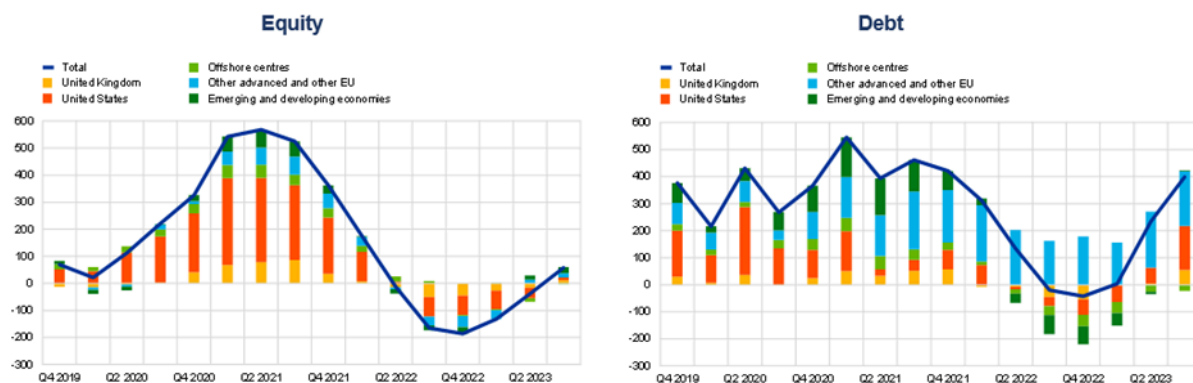 Equity
Total
Offshore centres
United Kingdom
Other advanced and other EU
United States
Emerging and developing economies
600
500
400
300
200
100
0
-100
-200
-300
Q4 2019
Q2 2020
Q4 2020
Q2 2021
Q4 2021
Q2 2022
Q4 2022
Q2 2023
Debt
Total
Offshore centres
United Kingdom
Other advanced and other EU
United States
Emerging and developing economies
600
500
400
300
200
100
0
-100
-200
-300
Q4 2019
Q2 2020
Q4 2020
Q2 2021
Q4 2021
Q2 2022
Q4 2022
Q2 2023